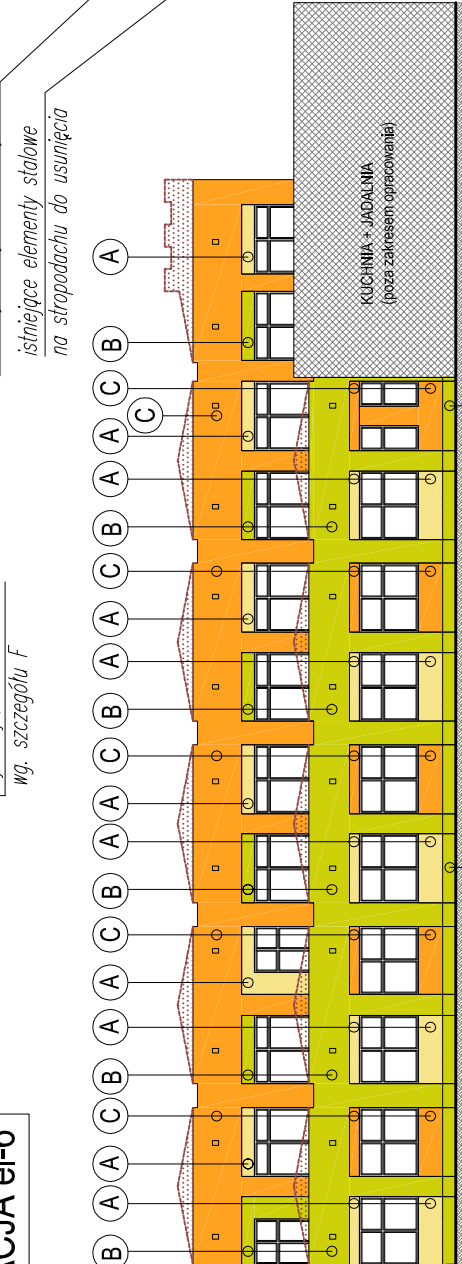 istniejące elementy stalowe
na stropodachu do usunięcia
KUCHNIA + JADALNIA
(poza zakresem opracowania)
A
B
C
C
A
A
B
C
A
A
B
C
A
A
B
C
A
A
B
C
A
A
B
wg. szczegółu F